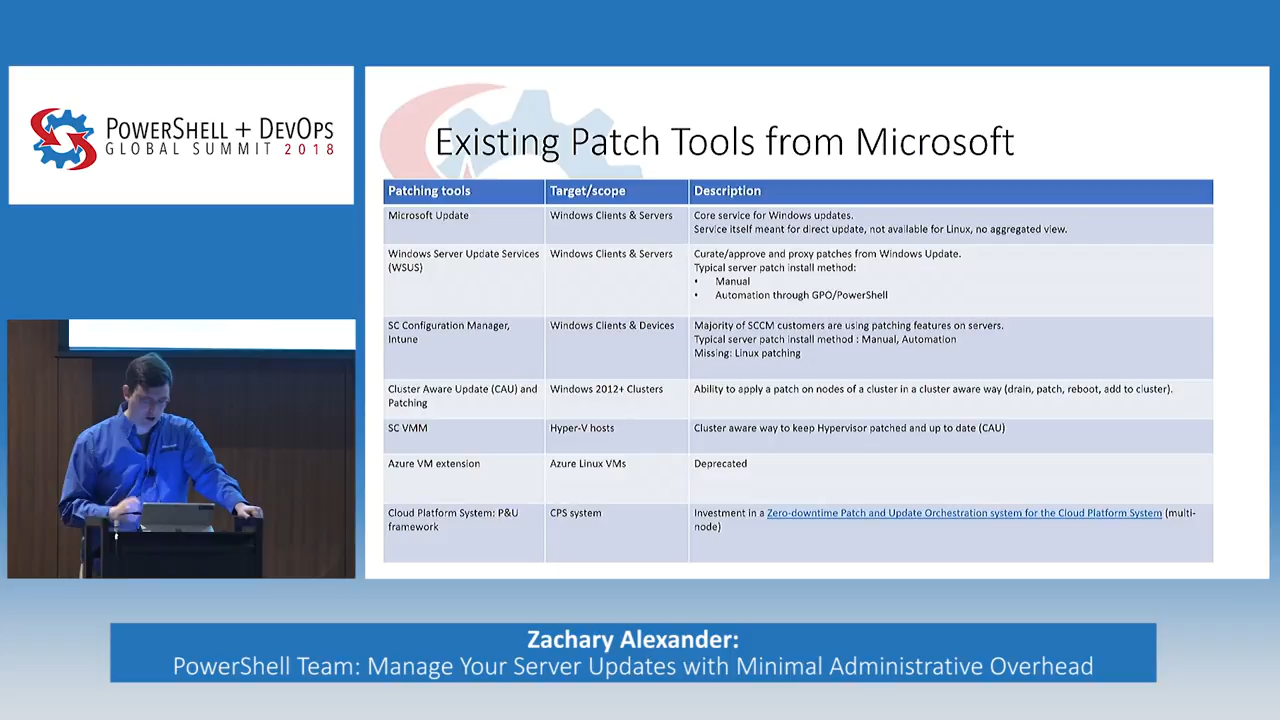 POWERSHELL + DEVOPS
GLOBAL SUMMIT 2018
Existing Patch Tools from Microsoft
Patching tools
Target/scope
Description
Microsoft Update
Windows Clients & Servers
Core service for Windows updates.
Service itself meant for direct update, not available for Linux, no aggregated view.
Windows Server Update Services
(WSUS)
Windows Clients & Servers
Curate/approve and proxy patches from Windows Update.
Typical server patch install method:
• Manual
• Automation through GPO/PowerShell
SC Configuration Manager,
Intune
Windows Clients & Devices
Majority of SCCM customers are using patching features on servers.
Typical server patch install method : Manual, Automation
Missing: Linux patching
Cluster Aware Update (CAU) and
Patching
Windows 2012+ Clusters
Ability to apply a patch on nodes of a cluster in a cluster aware way (drain, patch, reboot, add to cluster).
SC VMM
Hyper-V hosts
Cluster aware way to keep Hypervisor patched and up to date (CAU)
Azure VM extension
Azure Linux VMs
Deprecated
Cloud Platform System: P&U
framework
CPS system
Investment in a Zero-downtime Patch and Update Orchestration system for the Cloud Platform System (multi-
node)
Zachary Alexander:
PowerShell Team: Manage Your Server Updates with Minimal Administrative Overhead